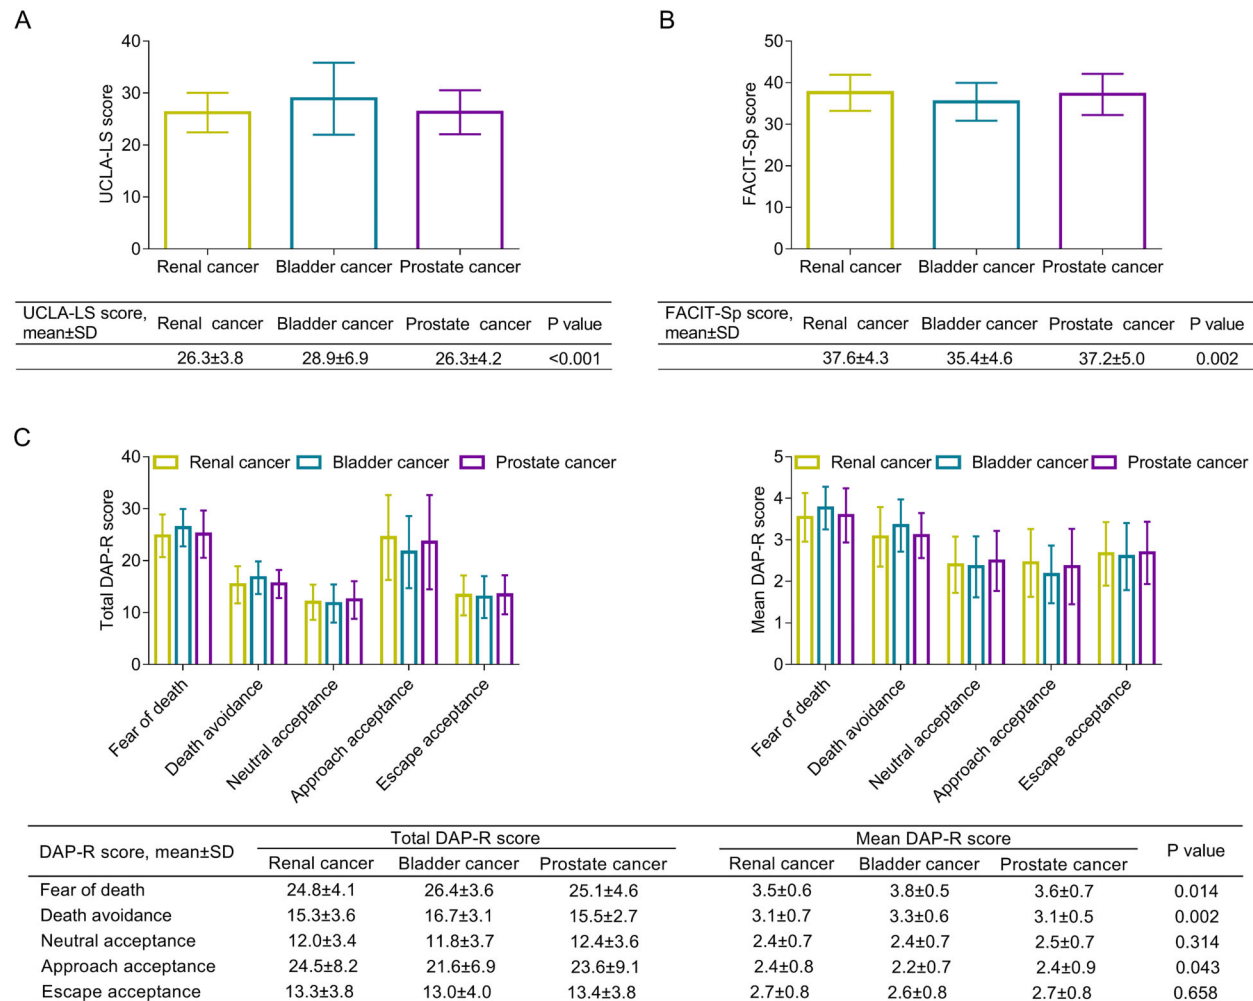 A
40
30
20
10
0
UCLA-LS score
Renal cancer Bladder cancer Prostate cancer
UCLA-LS score, mean±SD Renal cancer Bladder cancer Prostate cancer P value
26.3±3.8 28.9±6.9 26.3±4.2 <0.001
B
50
40
30
20
10
0
FACIT-Sp score
Renal cancer Bladder cancer Prostate cancer
FACIT-Sp score, mean±SD Renal cancer Bladder cancer Prostate cancer P value
37.6±4.3 35.4±4.6 37.2±5.0 0.002
C
40
30
20
10
0
Total DAP-R score
Renal cancer Bladder cancer Prostate cancer
Fear of death
Death avoidance
Neutral acceptance
Approach acceptance
Escape acceptance
5
4
3
2
1
0
Mean DAP-R score
Renal cancer Bladder cancer Prostate cancer
Fear of death
Death avoidance
Neutral acceptance
Approach acceptance
Escape acceptance
DAP-R score, mean±SD Total DAP-R score Mean DAP-R score P value
Renal cancer Bladder cancer Prostate cancer Renal cancer Bladder cancer Prostate cancer
Fear of death 24.8±4.1 26.4±3.6 25.1±4.6 3.5±0.6 3.8±0.5 3.6±0.7 0.014
Death avoidance 15.3±3.6 16.7±3.1 15.5±2.7 3.1±0.7 3.3±0.6 3.1±0.5 0.002
Neutral acceptance 12.0±3.4 11.8±3.7 12.4±3.6 2.4±0.7 2.4±0.7 2.5±0.7 0.314
Approach acceptance 24.5±8.2 21.6±6.9 23.6±9.1 2.4±0.8 2.2±0.7 2.4±0.9 0.043
Escape acceptance 13.3±3.8 13.0±4.0 13.4±3.8 2.7±0.8 2.6±0.8 2.7±0.8 0.658